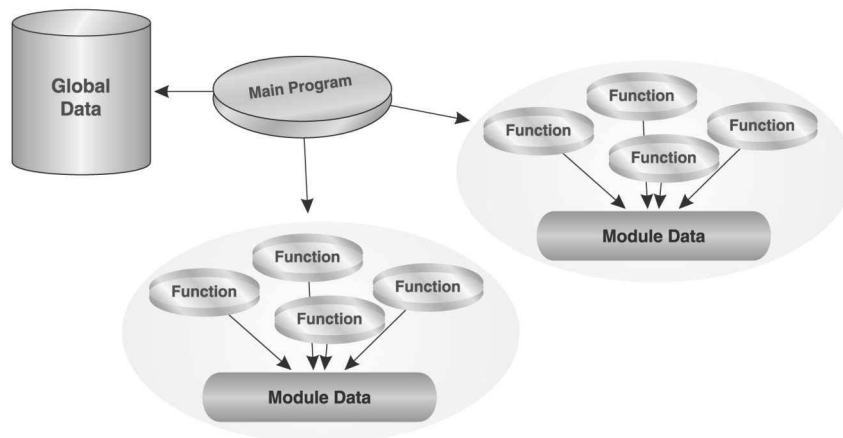 Global
Data
Main Program
Function
Function
Function
Function
Module Data
Function
Function
Function
Function
Module Data